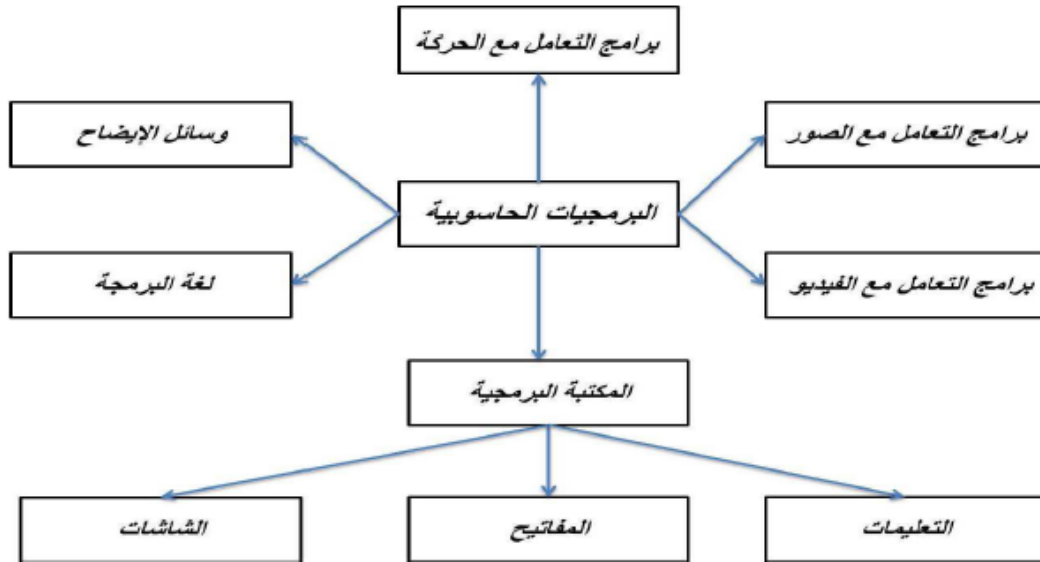 برامج التعامل مع الحركة
برامج التعامل مع الصور
وسائل الإيضاح
البرمجيات الحاسوبية
برامج التعامل مع الفيديو
لغة البرمجة
المكتبة البرمجية
التعليمات
المفاتيح
الشاشات